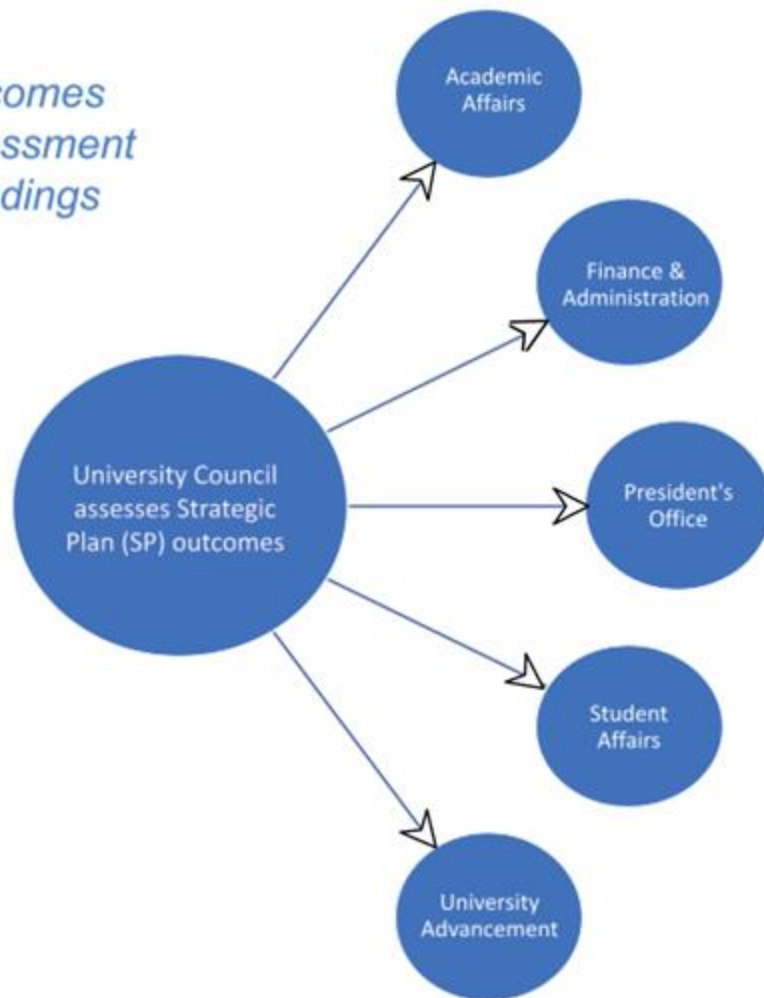 comes
ssment
dings
Academic
Affairs
Finance &
Administration
University Council
assesses Strategic
Plan (SP) outcomes
President's
Office
Student
Affairs
University
Advancement